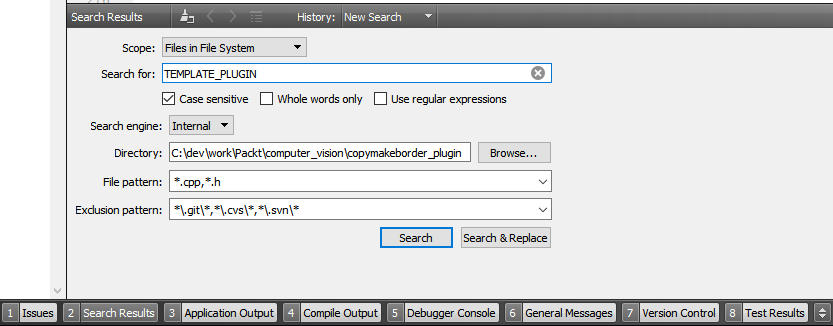 Search Results History: New Search
Scope: Files in File System
Search for: TEMPLATE_PLUGIN
Case sensitive Whole words only Use regular expressions
Search engine: Internal
Directory: C:\dev\work\Packt\computer_vision\copymakeborder_plugin Browse...
File pattern: *.cpp,*.h
Exclusion pattern: *\.git\*,*\.cvs\*,*\.svn\*
Search Search & Replace
1 Issues 2 Search Results 3 Application Output 4 Compile Output 5 Debugger Console 6 General Messages 7 Version Control 8 Test Results